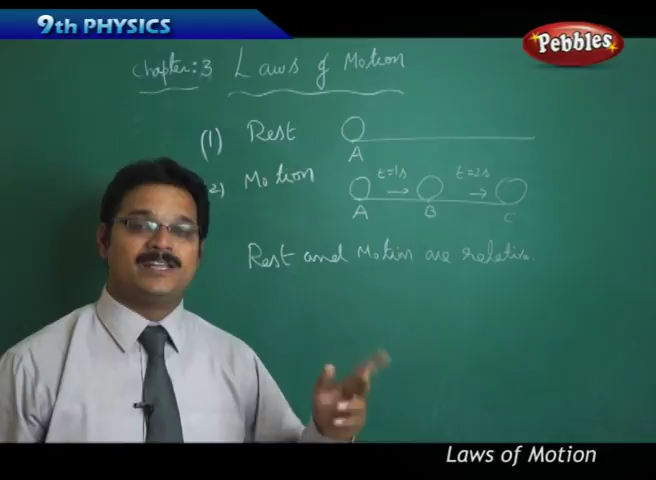 9th PHYSICS
Pebbles
Chapter: 3 Laws of Motion
(1) Rest
A
2) Motion
t=1s t=2s
A B C
Rest and Motion are relative.
Laws of Motion